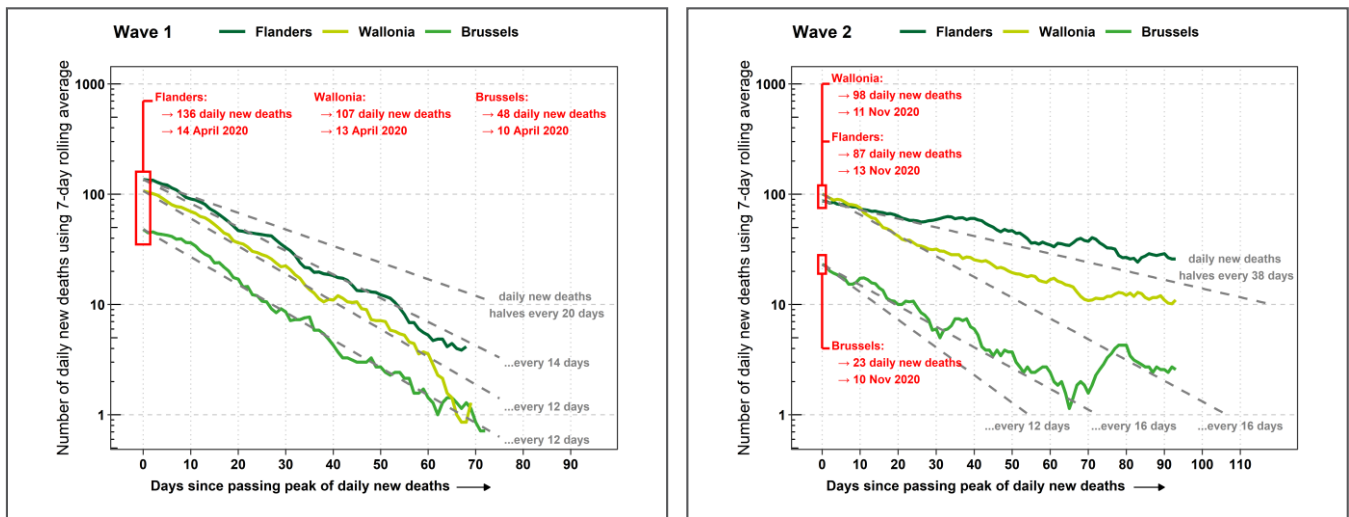 Wave 1 Flanders Wallonia Brussels
Number of daily new deaths using 7-day rolling average
1000
100
10
1
Flanders:
→ 136 daily new deaths
→ 14 April 2020
Wallonia:
→ 107 daily new deaths
→ 13 April 2020
Brussels:
→ 48 daily new deaths
→ 10 April 2020
daily new deaths
halves every 20 days
...every 14 days
...every 12 days
...every 12 days
0 10 20 30 40 50 60 70 80 90
Days since passing peak of daily new deaths →
Wave 2 Flanders Wallonia Brussels
Number of daily new deaths using 7-day rolling average
1000
100
10
1
Wallonia:
→ 98 daily new deaths
→ 11 Nov 2020
Flanders:
→ 87 daily new deaths
→ 13 Nov 2020
daily new deaths
halves every 38 days
Brussels:
→ 23 daily new deaths
→ 10 Nov 2020
...every 12 days
...every 16 days
...every 16 days
0 10 20 30 40 50 60 70 80 90 100 110
Days since passing peak of daily new deaths →